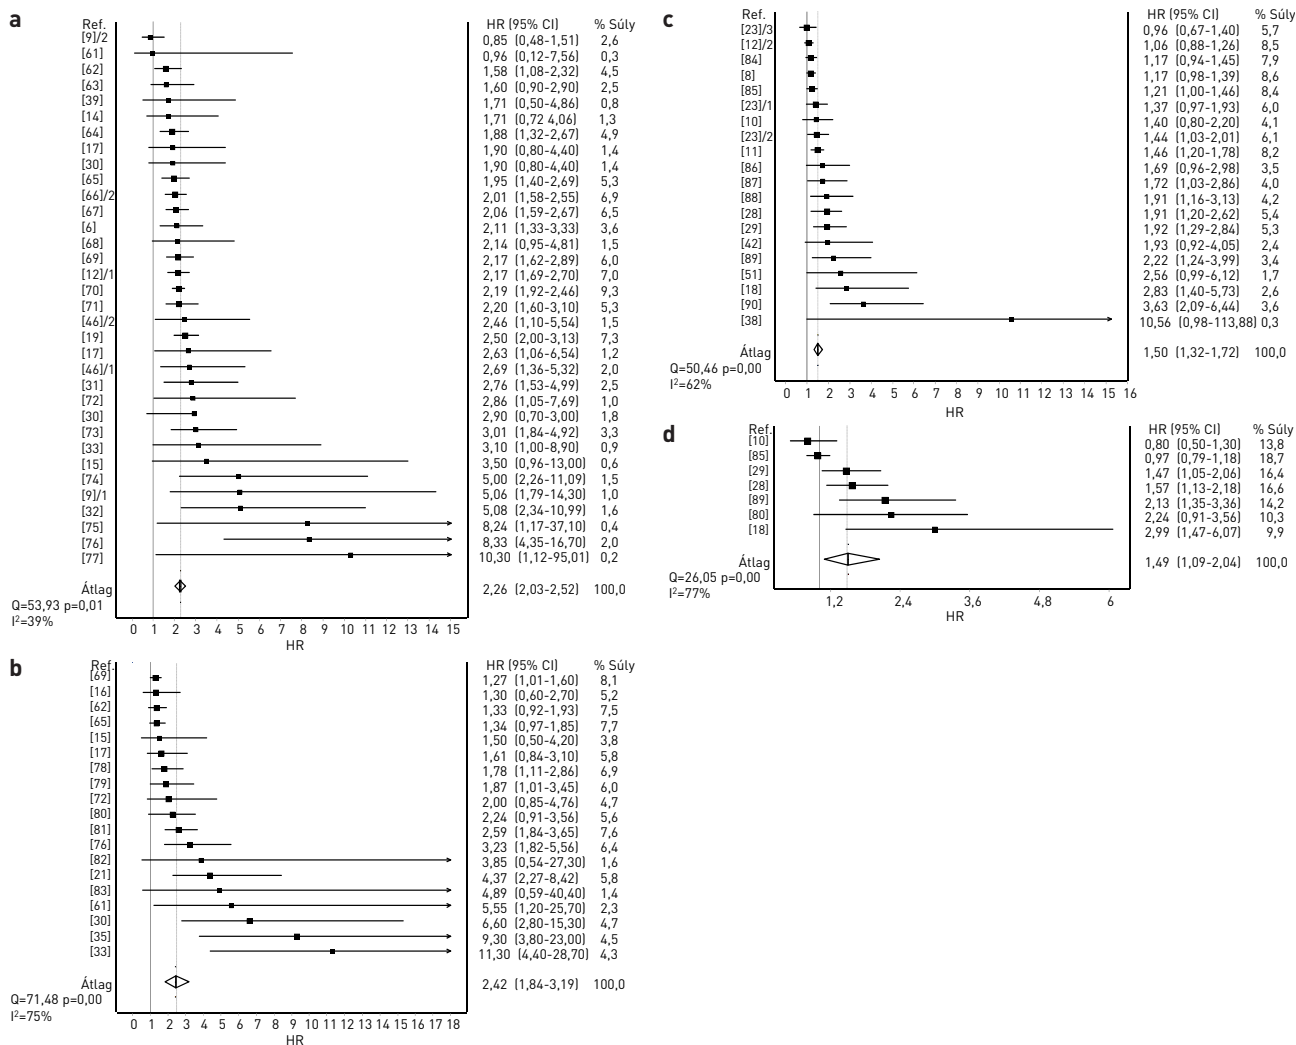 a
Ref. HR (95% CI) % Súly
[9]/2 0,85 (0,48-1,51) 2,6
[61] 0,96 (0,12-7,56) 0,3
[62] 1,58 (1,08-2,32) 4,5
[63] 1,60 (0,90-2,90) 2,5
[39] 1,71 (0,50-4,86) 0,8
[14] 1,71 (0,72 4,06) 1,3
[64] 1,88 (1,32-2,67) 4,9
[17] 1,90 (0,80-4,40) 1,4
[30] 1,90 (0,80-4,40) 1,4
[65] 1,95 (1,40-2,69) 5,3
[66]/2 2,01 (1,58-2,55) 6,9
[67] 2,06 (1,59-2,67) 6,5
[6] 2,11 (1,33-3,33) 3,6
[68] 2,14 (0,95-4,81) 1,5
[69] 2,17 (1,62-2,89) 6,0
[12]/1 2,17 (1,69-2,70) 7,0
[70] 2,19 (1,92-2,46) 9,3
[71] 2,20 (1,60-3,10) 5,3
[46]/2 2,46 (1,10-5,54) 1,5
[19] 2,50 (2,00-3,13) 7,3
[17] 2,63 (1,06-6,54) 1,2
[46]/1 2,69 (1,36-5,32) 2,0
[31] 2,76 (1,53-4,99) 2,5
[72] 2,86 (1,05-7,69) 1,0
[30] 2,90 (0,70-3,00) 1,8
[73] 3,01 (1,84-4,92) 3,3
[33] 3,10 (1,00-8,90) 0,9
[15] 3,50 (0,96-13,00) 0,6
[74] 5,00 (2,26-11,09) 1,5
[9]/1 5,06 (1,79-14,30) 1,0
[32] 5,08 (2,34-10,99) 1,6
[75] 8,24 (1,17-37,10) 0,4
[76] 8,33 (4,35-16,70) 2,0
[77] 10,30 (1,12-95,01) 0,2
Átlag 2,26 (2,03-2,52) 100,0
Q=53,93 p=0,01
I²=39%
0 1 2 3 4 5 6 7 8 9 10 11 12 13 14 15
HR
b
Ref. HR (95% CI) % Súly
[69] 1,27 (1,01-1,60) 8,1
[16] 1,30 (0,60-2,70) 5,2
[62] 1,33 (0,92-1,93) 7,5
[65] 1,34 (0,97-1,85) 7,7
[15] 1,50 (0,50-4,20) 3,8
[17] 1,61 (0,84-3,10) 5,8
[78] 1,78 (1,11-2,86) 6,9
[79] 1,87 (1,01-3,45) 6,0
[72] 2,00 (0,85-4,76) 4,7
[80] 2,24 (0,91-3,56) 5,6
[81] 2,59 (1,84-3,65) 7,6
[76] 3,23 (1,82-5,56) 6,4
[82] 3,85 (0,54-27,30) 1,6
[21] 4,37 (2,27-8,42) 5,8
[83] 4,89 (0,59-40,40) 1,4
[61] 5,55 (1,20-25,70) 2,3
[30] 6,60 (2,80-15,30) 4,7
[35] 9,30 (3,80-23,00) 4,5
[33] 11,30 (4,40-28,70) 4,3
Átlag 2,42 (1,84-3,19) 100,0
Q=71,48 p=0,00
I²=75%
0 1 2 3 4 5 6 7 8 9 10 11 12 13 14 15 16 17 18
HR
c
Ref. HR (95% CI) % Súly
[23]/3 0,96 (0,67-1,40) 5,7
[12]/2 1,06 (0,88-1,26) 8,5
[84] 1,17 (0,94-1,45) 7,9
[8] 1,17 (0,98-1,39) 8,6
[85] 1,21 (1,00-1,46) 8,4
[23]/1 1,37 (0,97-1,93) 6,0
[10] 1,40 (0,80-2,20) 4,1
[23]/2 1,44 (1,03-2,01) 6,1
[11] 1,46 (1,20-1,78) 8,2
[86] 1,69 (0,96-2,98) 3,5
[87] 1,72 (1,03-2,86) 4,0
[88] 1,91 (1,16-3,13) 4,2
[28] 1,91 (1,20-2,62) 5,4
[29] 1,92 (1,29-2,84) 5,3
[42] 1,93 (0,92-4,05) 2,4
[89] 2,22 (1,24-3,99) 3,4
[51] 2,56 (0,99-6,12) 1,7
[18] 2,83 (1,40-5,73) 2,6
[90] 3,63 (2,09-6,44) 3,6
[38] 10,56 (0,98-113,88) 0,3
Átlag 1,50 (1,32-1,72) 100,0
Q=50,46 p=0,00
I²=62%
0 1 2 3 4 5 6 7 8 9 10 11 12 13 14 15 16
HR
d
Ref. HR (95% CI) % Súly
[10] 0,80 (0,50-1,30) 13,8
[85] 0,97 (0,79-1,18) 18,7
[29] 1,47 (1,05-2,06) 16,4
[28] 1,57 (1,13-2,18) 16,6
[89] 2,13 (1,35-3,36) 14,2
[80] 2,24 (0,91-3,56) 10,3
[18] 2,99 (1,47-6,07) 9,9
Átlag 1,49 (1,09-2,04) 100,0
Q=26,05 p=0,00
I²=77%
1,2 2,4 3,6 4,8 6
HR